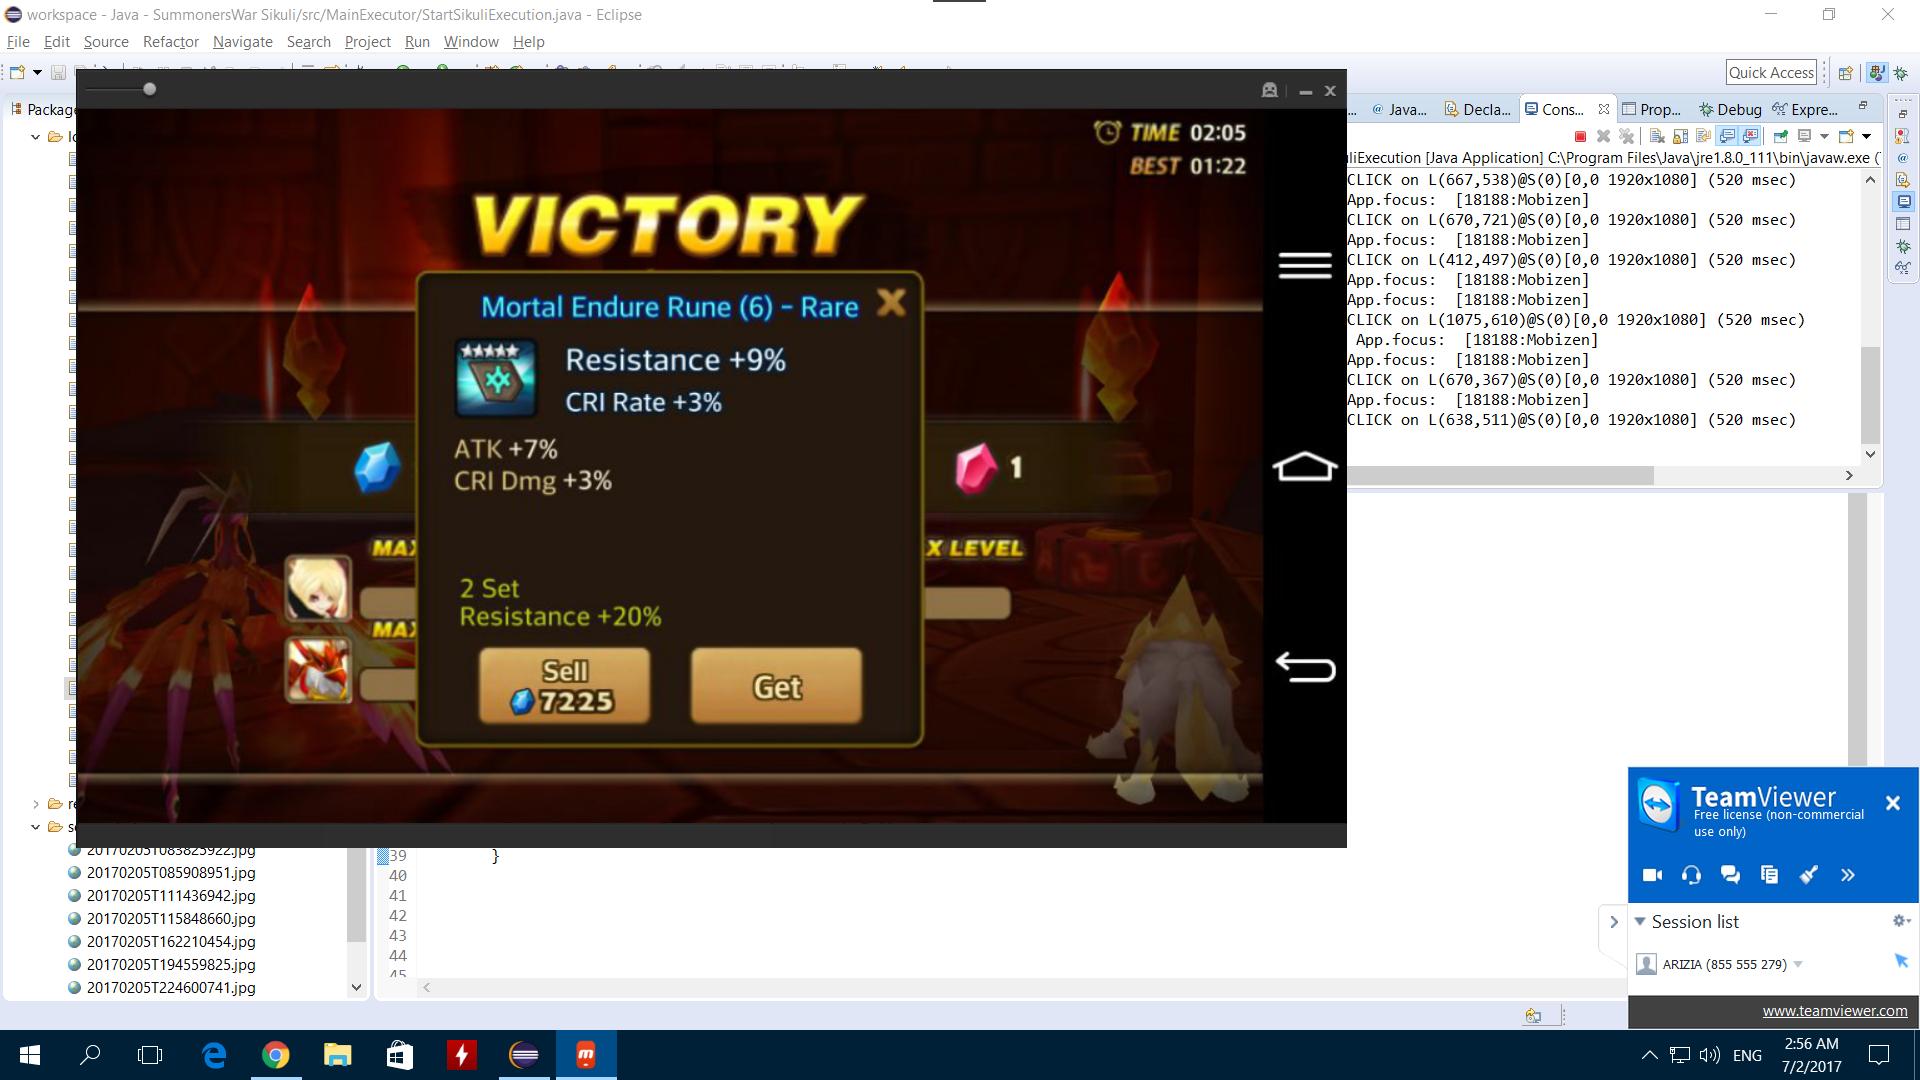 workspace - Java - SummonersWar Sikuli/src/MainExecutor/StartSikuliExecution.java - Eclipse
File Edit Source Refactor Navigate Search Project Run Window Help
Quick Access
Package
Java... Decla... Cons... Prop... Debug Expre...
uliExecution [Java Application] C:\Program Files\Java\jre1.8.0_111\bin\javaw.exe (
CLICK on L(667,538)@S(0)[0,0 1920x1080] (520 msec)
App.focus: [18188:Mobizen]
CLICK on L(670,721)@S(0)[0,0 1920x1080] (520 msec)
App.focus: [18188:Mobizen]
CLICK on L(412,497)@S(0)[0,0 1920x1080] (520 msec)
App.focus: [18188:Mobizen]
App.focus: [18188:Mobizen]
CLICK on L(1075,610)@S(0)[0,0 1920x1080] (520 msec)
App.focus: [18188:Mobizen]
App.focus: [18188:Mobizen]
CLICK on L(670,367)@S(0)[0,0 1920x1080] (520 msec)
App.focus: [18188:Mobizen]
CLICK on L(638,511)@S(0)[0,0 1920x1080] (520 msec)
TIME 02:05
BEST 01:22
VICTORY
Mortal Endure Rune (6) - Rare
X
Resistance +9%
CRI Rate +3%
ATK +7%
CRI Dmg +3%
1
MAX
X LEVEL
MAX
2 Set
Resistance +20%
Sell
7225
Get
20170205T083825922.jpg
20170205T085908951.jpg
20170205T111436942.jpg
20170205T115848660.jpg
20170205T162210454.jpg
20170205T194559825.jpg
20170205T224600741.jpg
39 }
40
41
42
43
44
45
TeamViewer
Free license (non-commercial
use only)
Session list
ARIZIA (855 555 279)
www.teamviewer.com
ENG
2:56 AM
7/2/2017